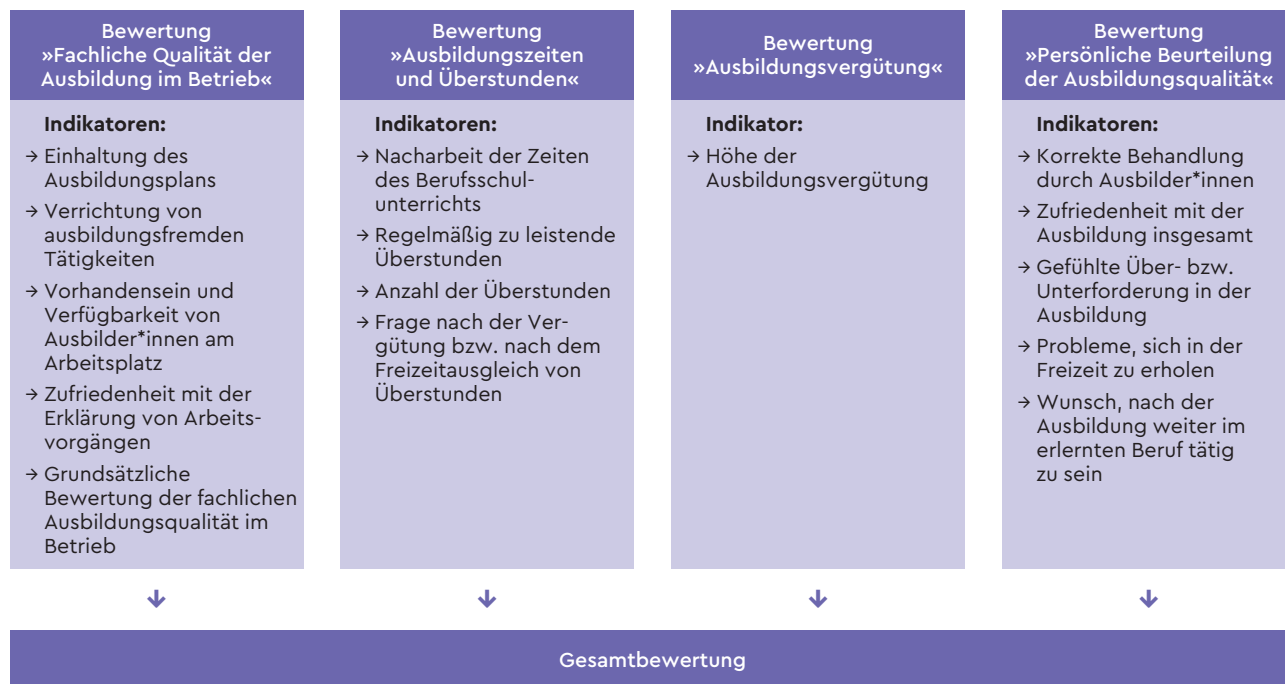 Bewertung
»Fachliche Qualität der
Ausbildung im Betrieb«
Indikatoren:
→ Einhaltung des
Ausbildungsplans
→ Verrichtung von
ausbildungsfremden
Tätigkeiten
→ Vorhandensein und
Verfügbarkeit von
Ausbilder*innen am
Arbeitsplatz
→ Zufriedenheit mit der
Erklärung von Arbeits-
vorgängen
→ Grundsätzliche
Bewertung der fachlichen
Ausbildungsqualität im
Betrieb
Bewertung
»Ausbildungszeiten
und Überstunden«
Indikatoren:
→ Nacharbeit der Zeiten
des Berufsschul-
unterrichts
→ Regelmäßig zu leistende
Überstunden
→ Anzahl der Überstunden
→ Frage nach der Ver-
gütung bzw. nach dem
Freizeitausgleich von
Überstunden
Bewertung
»Ausbildungsvergütung«
Indikator:
→ Höhe der
Ausbildungsvergütung
Bewertung
»Persönliche Beurteilung
der Ausbildungsqualität«
Indikatoren:
→ Korrekte Behandlung
durch Ausbilder*innen
→ Zufriedenheit mit der
Ausbildung insgesamt
→ Gefühlte Über- bzw.
Unterforderung in der
Ausbildung
→ Probleme, sich in der
Freizeit zu erholen
→ Wunsch, nach der
Ausbildung weiter im
erlernten Beruf tätig
zu sein
Gesamtbewertung